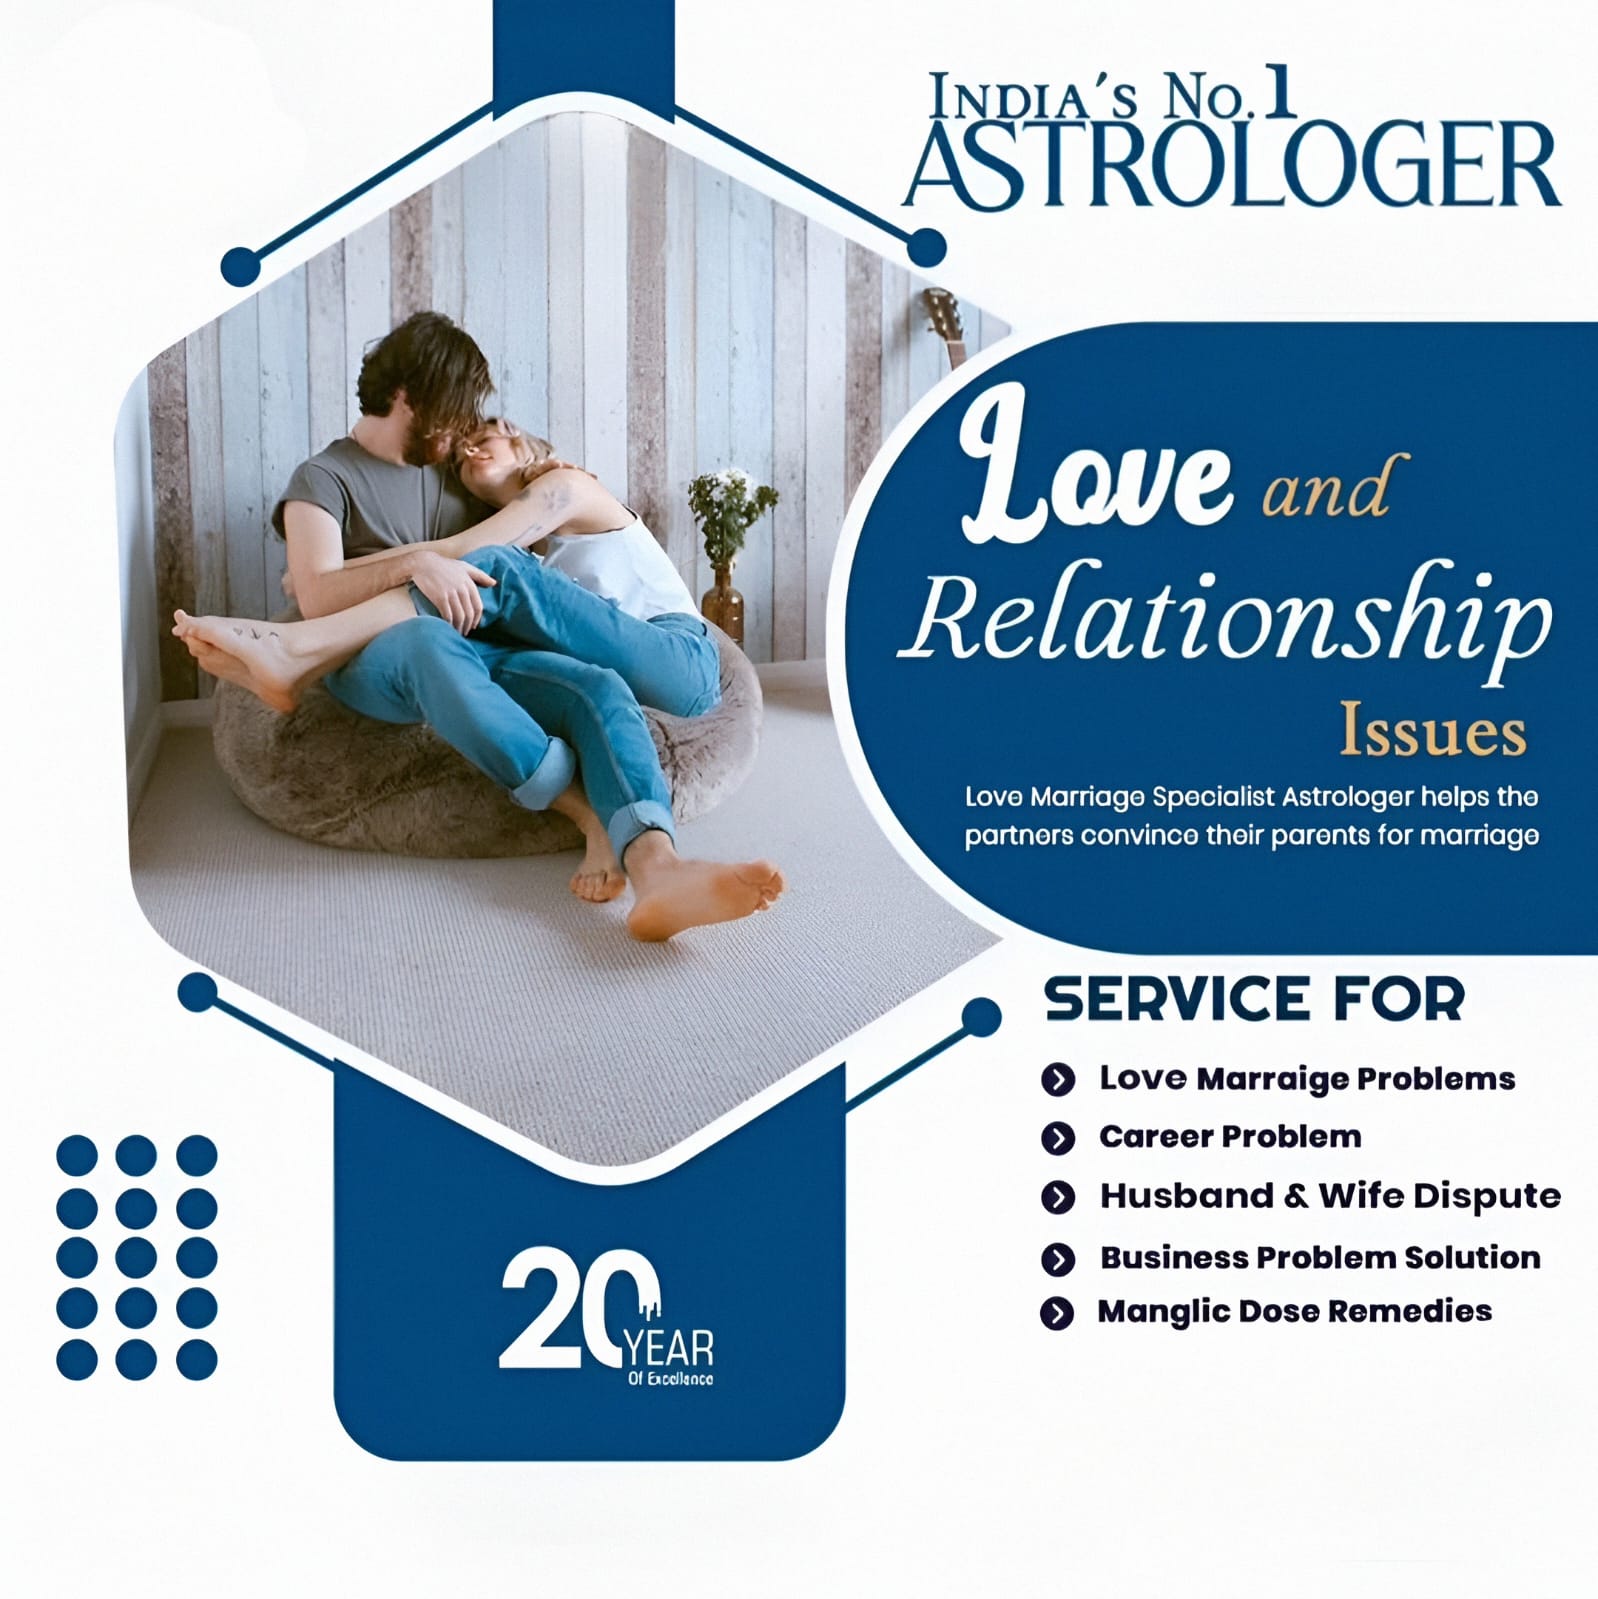 INDIA'S NO.1
ASTROLOGER
Love and
Relationship
Issues
Love Marriage Specialist Astrologer helps the
partners convince their parents for marriage
SERVICE FOR
Love Marraige Problems
Career Problem
Husband & Wife Dispute
Business Problem Solution
Manglic Dose Remedies
20 YEAR
Of Excellence